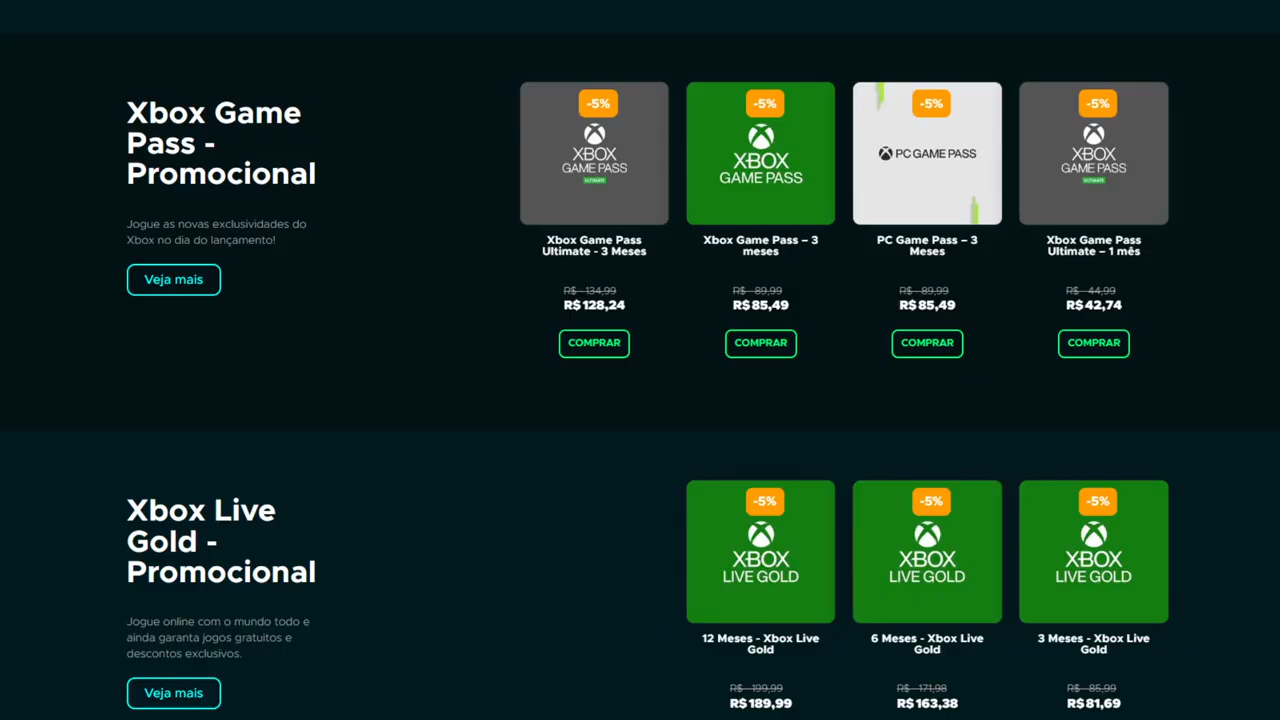 Xbox Game
Pass -
Promocional
Jogue as novas exclusividades do
Xbox no dia do lançamento!
Veja mais
-5%
XBOX
GAME PASS
ULTIMATE
Xbox Game Pass
Ultimate - 3 Meses
R$ 134,99
R$128,24
COMPRAR
-5%
XBOX
GAME PASS
Xbox Game Pass – 3
meses
R$ 89,99
R$85,49
COMPRAR
-5%
PC GAME PASS
PC Game Pass – 3
Meses
R$ 89,99
R$85,49
COMPRAR
-5%
XBOX
GAME PASS
ULTIMATE
Xbox Game Pass
Ultimate – 1 mês
R$ 44,99
R$42,74
COMPRAR
Xbox Live
Gold -
Promocional
Jogue online com o mundo todo e
ainda garanta jogos gratuitos e
descontos exclusivos.
Veja mais
-5%
XBOX
LIVE GOLD
12 Meses - Xbox Live
Gold
R$ 199,99
R$189,99
-5%
XBOX
LIVE GOLD
6 Meses - Xbox Live
Gold
R$ 171,98
R$163,38
-5%
XBOX
LIVE GOLD
3 Meses - Xbox Live
Gold
R$ 85,99
R$81,69